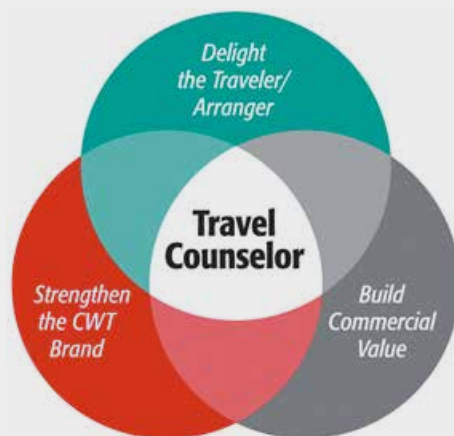 Delight
the Traveler/
Arranger
Travel
Counselor
Strengthen
the CWT
Brand
Build
Commercial
Value